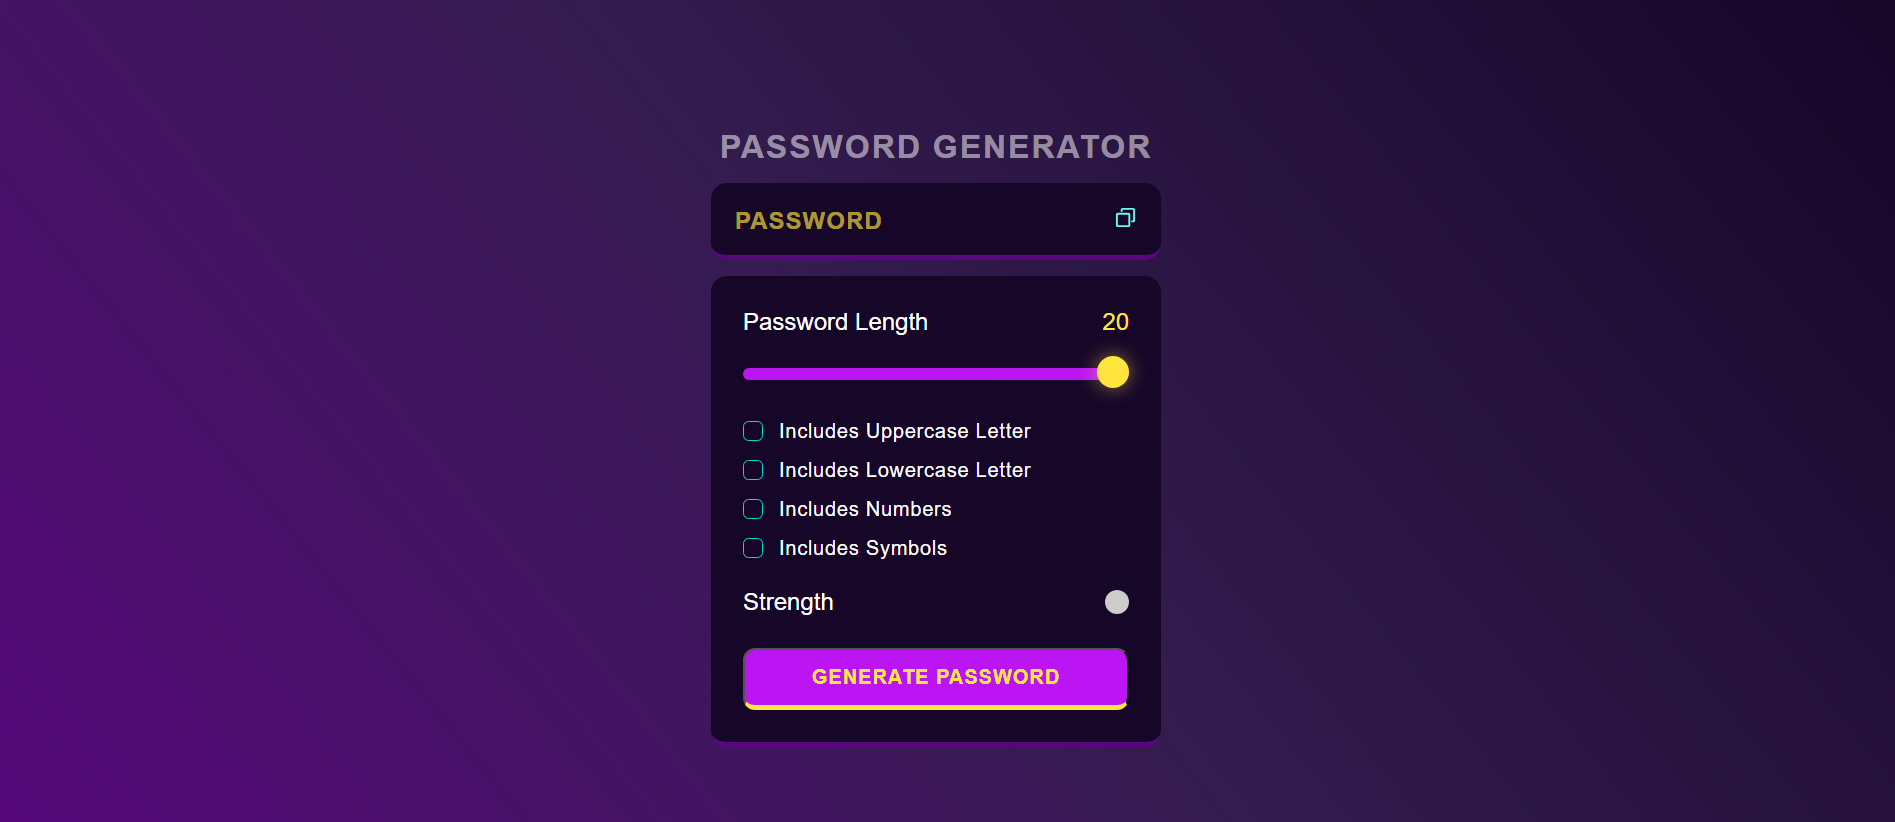 PASSWORD GENERATOR
PASSWORD
Password Length 20
Includes Uppercase Letter
Includes Lowercase Letter
Includes Numbers
Includes Symbols
Strength
GENERATE PASSWORD